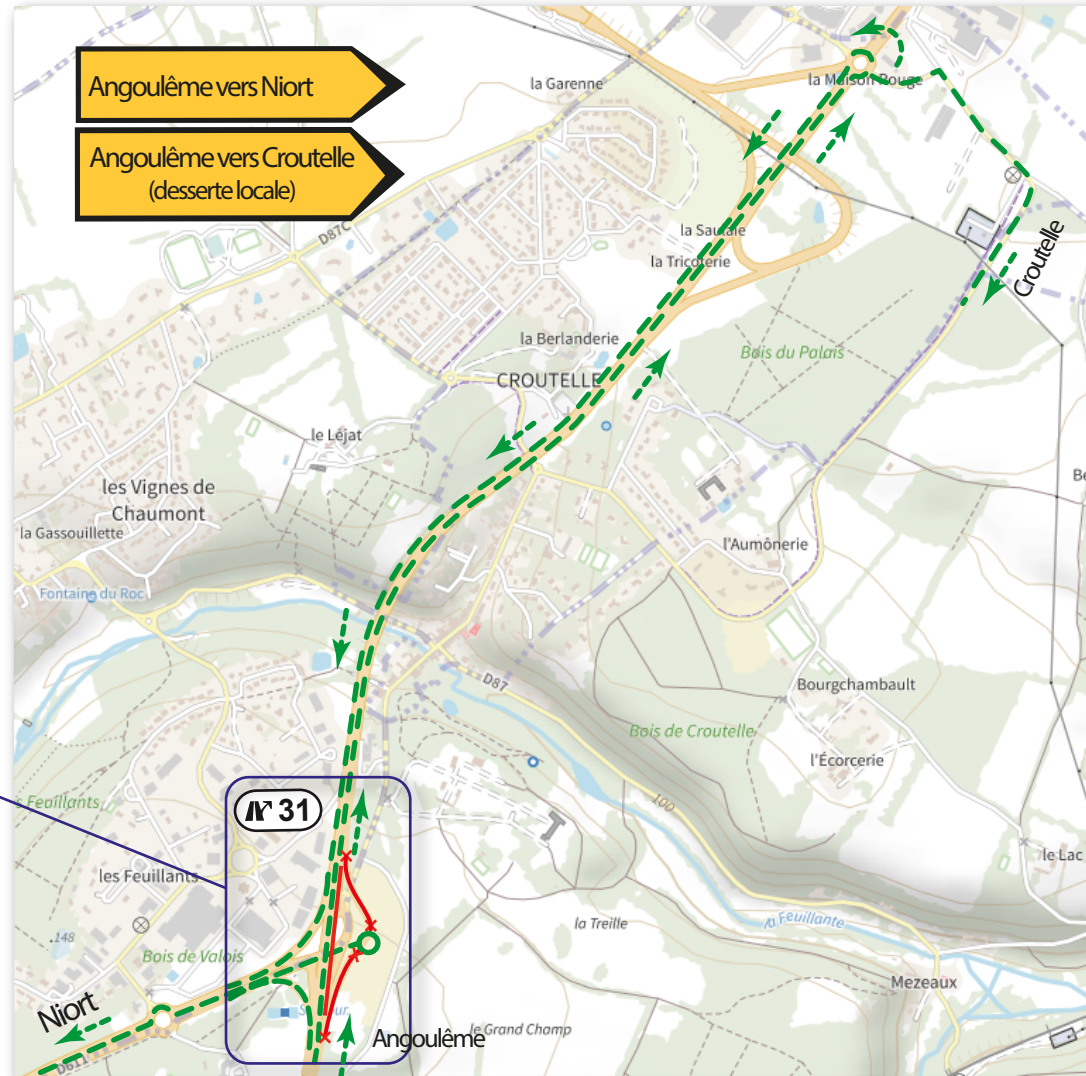 Angoulême vers Niort
Angoulême vers Croutelle
(desserte locale)
la Garenne
la Maison Rouge
D87C
la Sautaie
la Tricoterie
Croutelle
la Berlanderie
Bois du Palais
CROUTELLE
le Léjat
les Vignes de
Chaumont
la Gassouillette
l'Aumônerie
Fontaine du Roc
D87
Bourgchambault
Bois de Croutelle
l'Écorcerie
100
31
s Feuillants
les Feuillants
le Lac
la Treille
la Feuillante
148
Bois de Valois
Mezeaux
Niort
Angoulême
le Grand Champ
D611